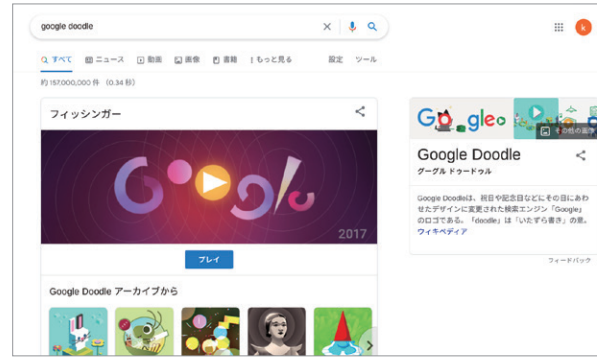 google doodle
k
すべて ニュース 動画 画像 書籍 もっと見る 設定 ツール
約 157,000,000 件 （0.34 秒）
フィッシンガー
Google
2017
プレイ
Google Doodle アーカイブから
その他の画像
Google Doodle
グーグル ドゥードゥル
Google Doodleは、祝日や記念日などにその日にあわ
せたデザインに変更された検索エンジン「Google」
のロゴである。「doodle」は「いたずら書き」の意。
ウィキペディア
フィードバック